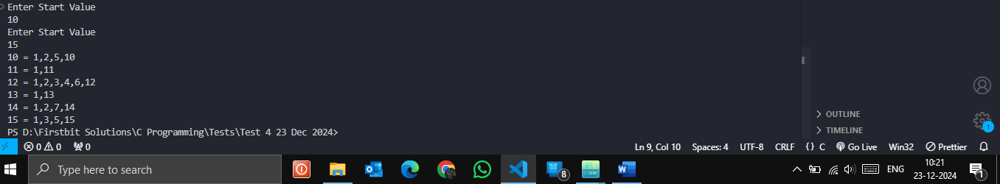 Enter Start Value
10
Enter Start Value
15
10 = 1,2,5,10
11 = 1,11
12 = 1,2,3,4,6,12
13 = 1,13
14 = 1,2,7,14
15 = 1,3,5,15
PS D:\Firstbit Solutions\C Programming\Tests\Test 4 23 Dec 2024>
OUTLINE
TIMELINE
1
0 0 0 Ln 9, Col 10 Spaces: 4 UTF-8 CRLF {} C Go Live Win32 Prettier
Type here to search 8 W ENG 10:21 1
23-12-2024